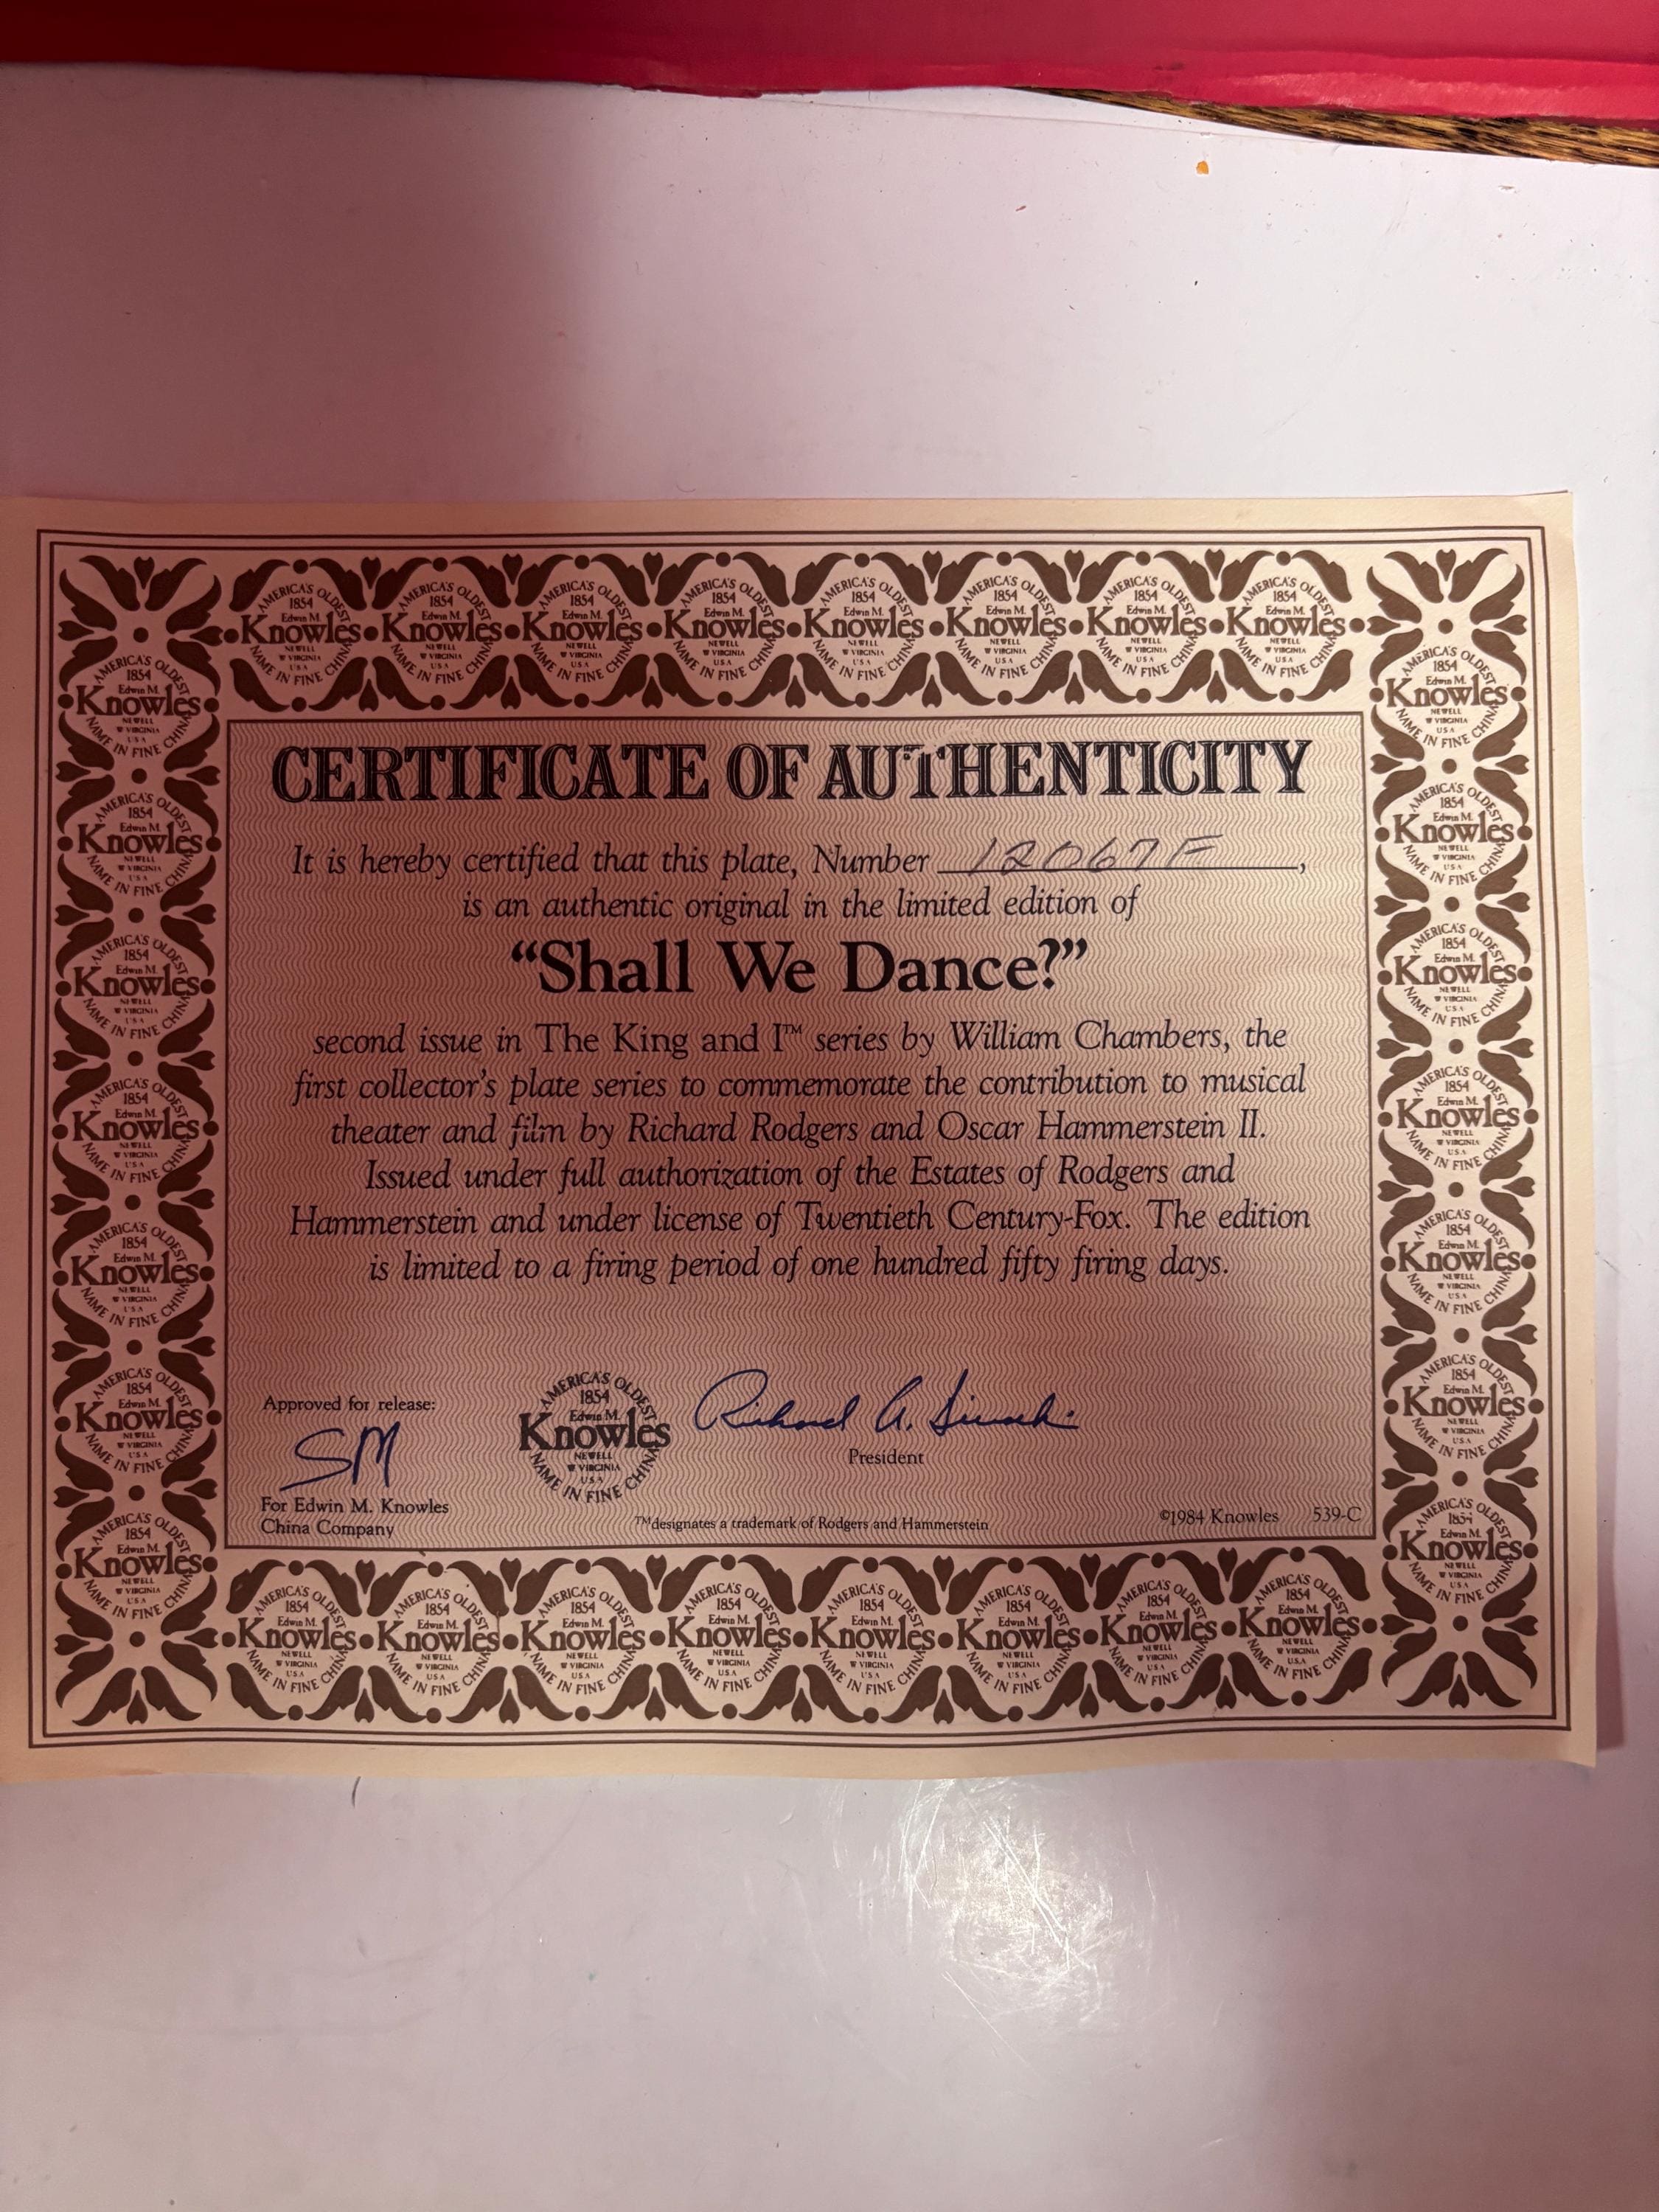 CERTIFICATE OF AUTHENTICITY
It is hereby certified that this plate, Number 12067F,
is an authentic original in the limited edition of
“Shall We Dance?”
second issue in The King and I™ series by William Chambers, the
first collector’s plate series to commemorate the contribution to musical
theater and film by Richard Rodgers and Oscar Hammerstein II.
Issued under full authorization of the Estates of Rodgers and
Hammerstein and under license of Twentieth Century-Fox. The edition
is limited to a firing period of one hundred fifty firing days.
Approved for release:
SM
For Edwin M. Knowles
China Company
AMERICA'S OLDEST
1854
Edwin M.
Knowles
NEWELL
W VIRGINIA
USA
NAME IN FINE CHINA
Richard A.
President
™designates a trademark of Rodgers and Hammerstein
©1984 Knowles 539-C